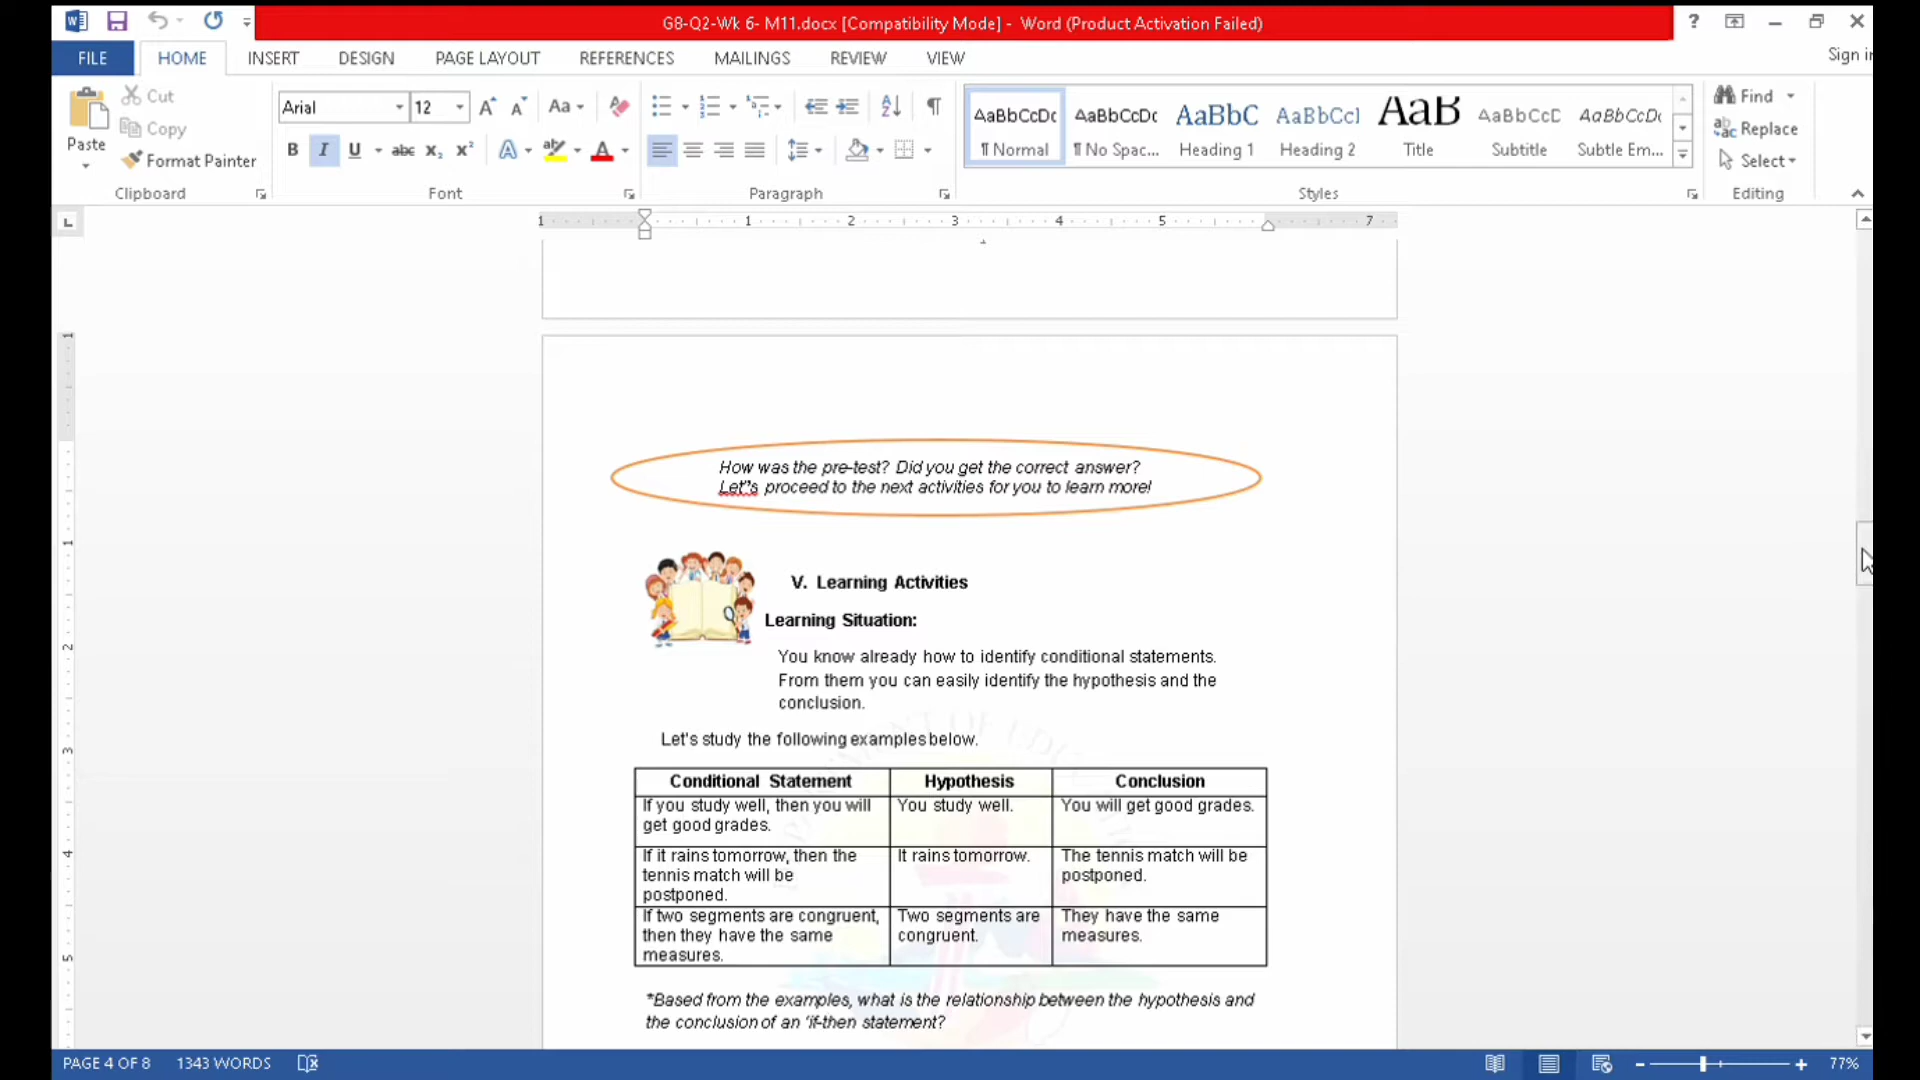 G8-Q2-Wk 6- M11.docx [Compatibility Mode] - Word (Product Activation Failed)
?
FILE HOME INSERT DESIGN PAGE LAYOUT REFERENCES MAILINGS REVIEW VIEW Sign in
Paste
Cut
Copy
Format Painter
Clipboard
Arial 12
Font
Paragraph
AaBbCcDc AaBbCcDc AaBbC AaBbCcI AaB AaBbCcD AaBbCcDc
¶ Normal ¶ No Spac... Heading 1 Heading 2 Title Subtitle Subtle Em...
Styles
Find
Replace
Select
Editing
1 1 2 3 4 5 7
How was the pre-test? Did you get the correct answer?
Let"s proceed to the next activities for you to learn more!
V. Learning Activities
Learning Situation:
You know already how to identify conditional statements.
From them you can easily identify the hypothesis and the
conclusion.
Let's study the following examples below.
Conditional Statement Hypothesis Conclusion
If you study well, then you will
get good grades.
You study well.
You will get good grades.
If it rains tomorrow, then the
tennis match will be
postponed.
It rains tomorrow.
The tennis match will be
postponed.
If two segments are congruent,
then they have the same
measures.
Two segments are
congruent.
They have the same
measures.
*Based from the examples, what is the relationship between the hypothesis and
the conclusion of an 'if-then statement?
PAGE 4 OF 8 1343 WORDS 77%